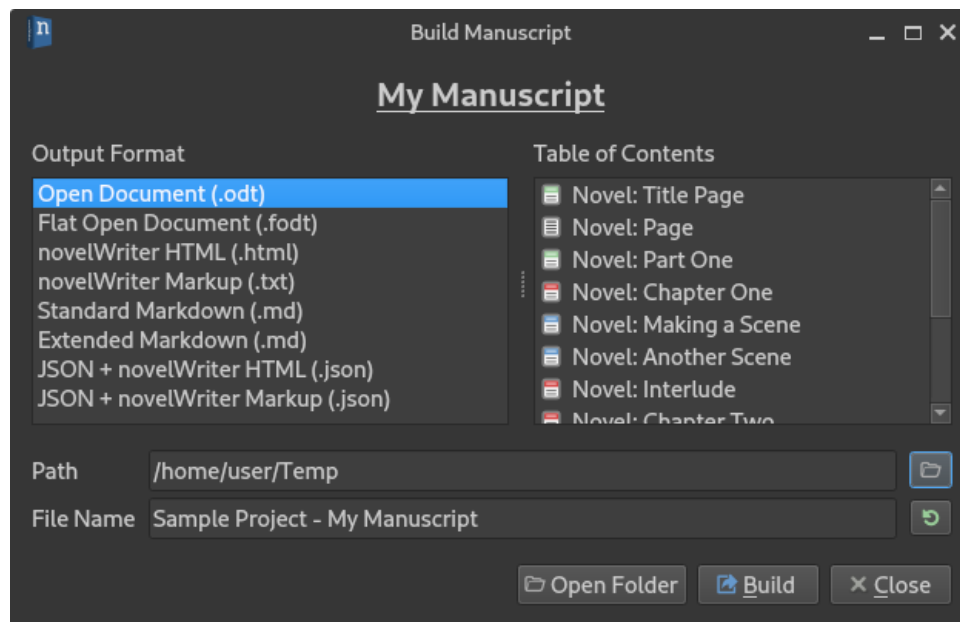 n
Build Manuscript
My Manuscript
Output Format
Open Document (.odt)
Flat Open Document (.fodt)
novelWriter HTML (.html)
novelWriter Markup (.txt)
Standard Markdown (.md)
Extended Markdown (.md)
JSON + novelWriter HTML (.json)
JSON + novelWriter Markup (.json)
Table of Contents
Novel: Title Page
Novel: Page
Novel: Part One
Novel: Chapter One
Novel: Making a Scene
Novel: Another Scene
Novel: Interlude
Novel: Chapter Two
Path /home/user/Temp
File Name Sample Project - My Manuscript
Open Folder Build Close